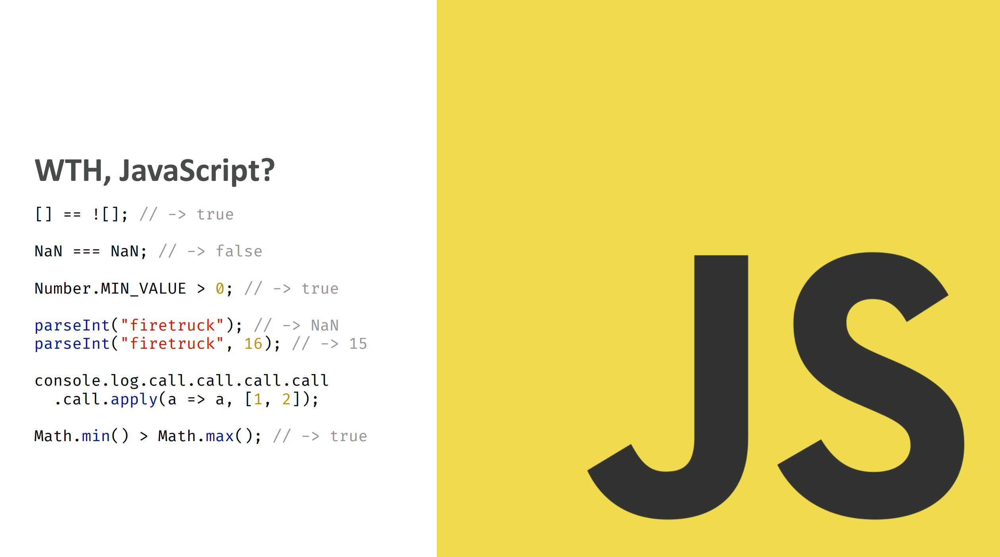 WTH, JavaScript?
[] == ![]; // -> true
NaN === NaN; // -> false
Number.MIN_VALUE > 0; // -> true
parseInt("firetruck"); // -> NaN
parseInt("firetruck", 16); // -> 15
console.log.call.call.call.call
  .call.apply(a => a, [1, 2]);
Math.min() > Math.max(); // -> true
JS